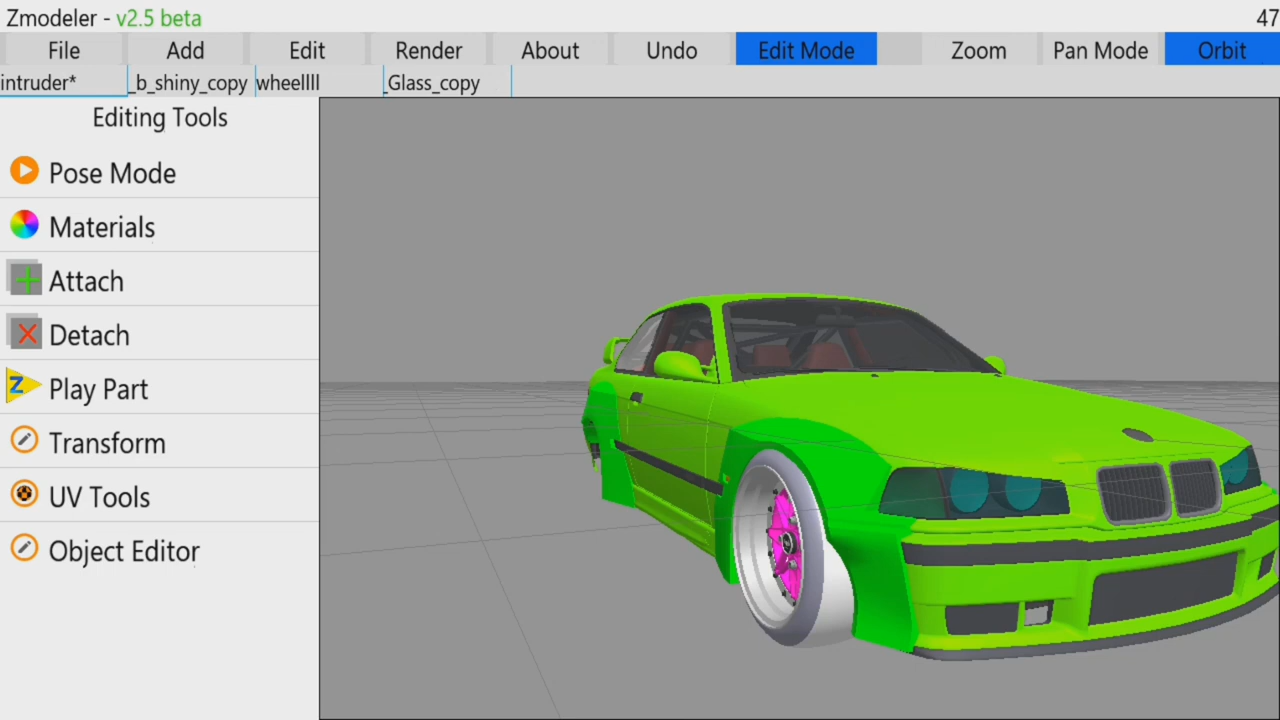 Zmodeler - v2.5 beta 47
File Add Edit Render About Undo Edit Mode Zoom Pan Mode Orbit
intruder* _b_shiny_copy wheellll _Glass_copy
Editing Tools
Pose Mode
Materials
Attach
Detach
Z Play Part
Transform
UV Tools
Object Editor